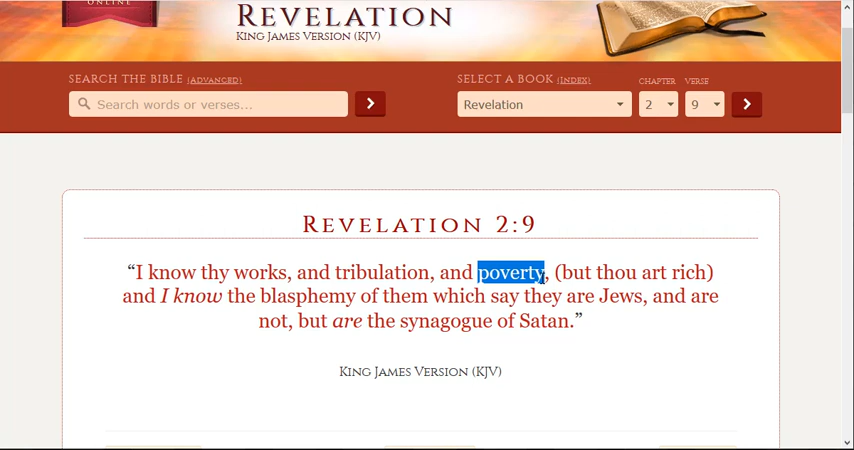 ONLINE
REVELATION
KING JAMES VERSION (KJV)
SEARCH THE BIBLE (ADVANCED)
SELECT A BOOK (INDEX)
CHAPTER
VERSE
Search words or verses...
Revelation
2
9
REVELATION 2:9
“I know thy works, and tribulation, and poverty, (but thou art rich)
and I know the blasphemy of them which say they are Jews, and are
not, but are the synagogue of Satan.”
KING JAMES VERSION (KJV)